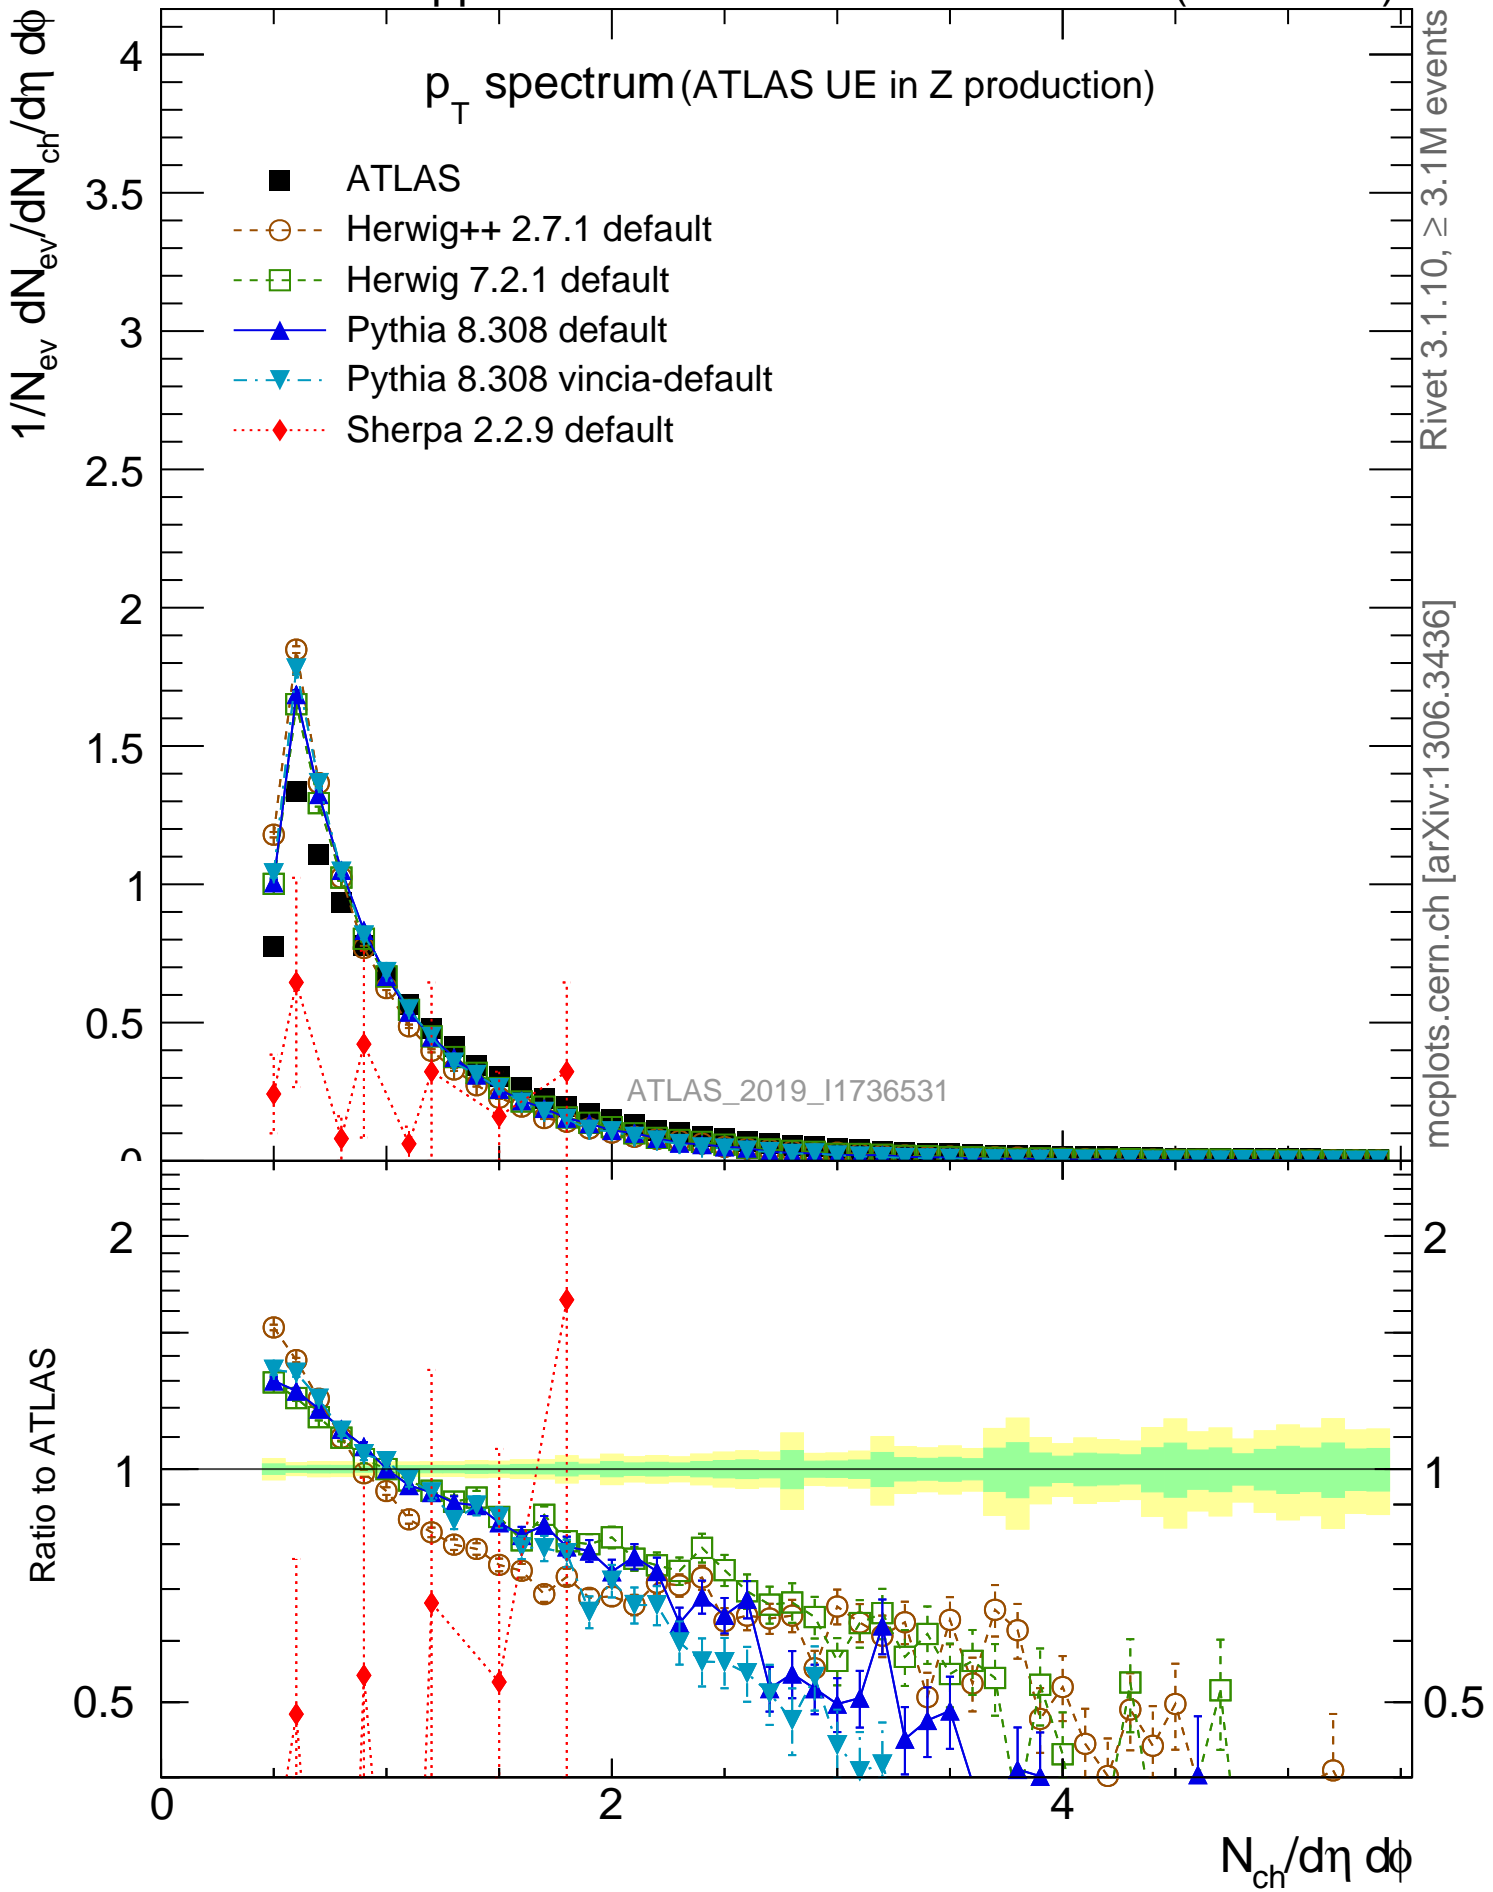 pp
p_T spectrum (ATLAS UE in Z production)
1/N_ev dN_ev/dN_ch/dη dϕ
ATLAS
Herwig++ 2.7.1 default
Herwig 7.2.1 default
Pythia 8.308 default
Pythia 8.308 vincia-default
Sherpa 2.2.9 default
4
3.5
3
2.5
2
1.5
1
0.5
0
ATLAS_2019_I1736531
Rivet 3.1.10, ≥ 3.1M events
mcplots.cern.ch [arXiv:1306.3436]
Ratio to ATLAS
2
1
0.5
2
1
0.5
0
2
4
N_ch/dη dϕ